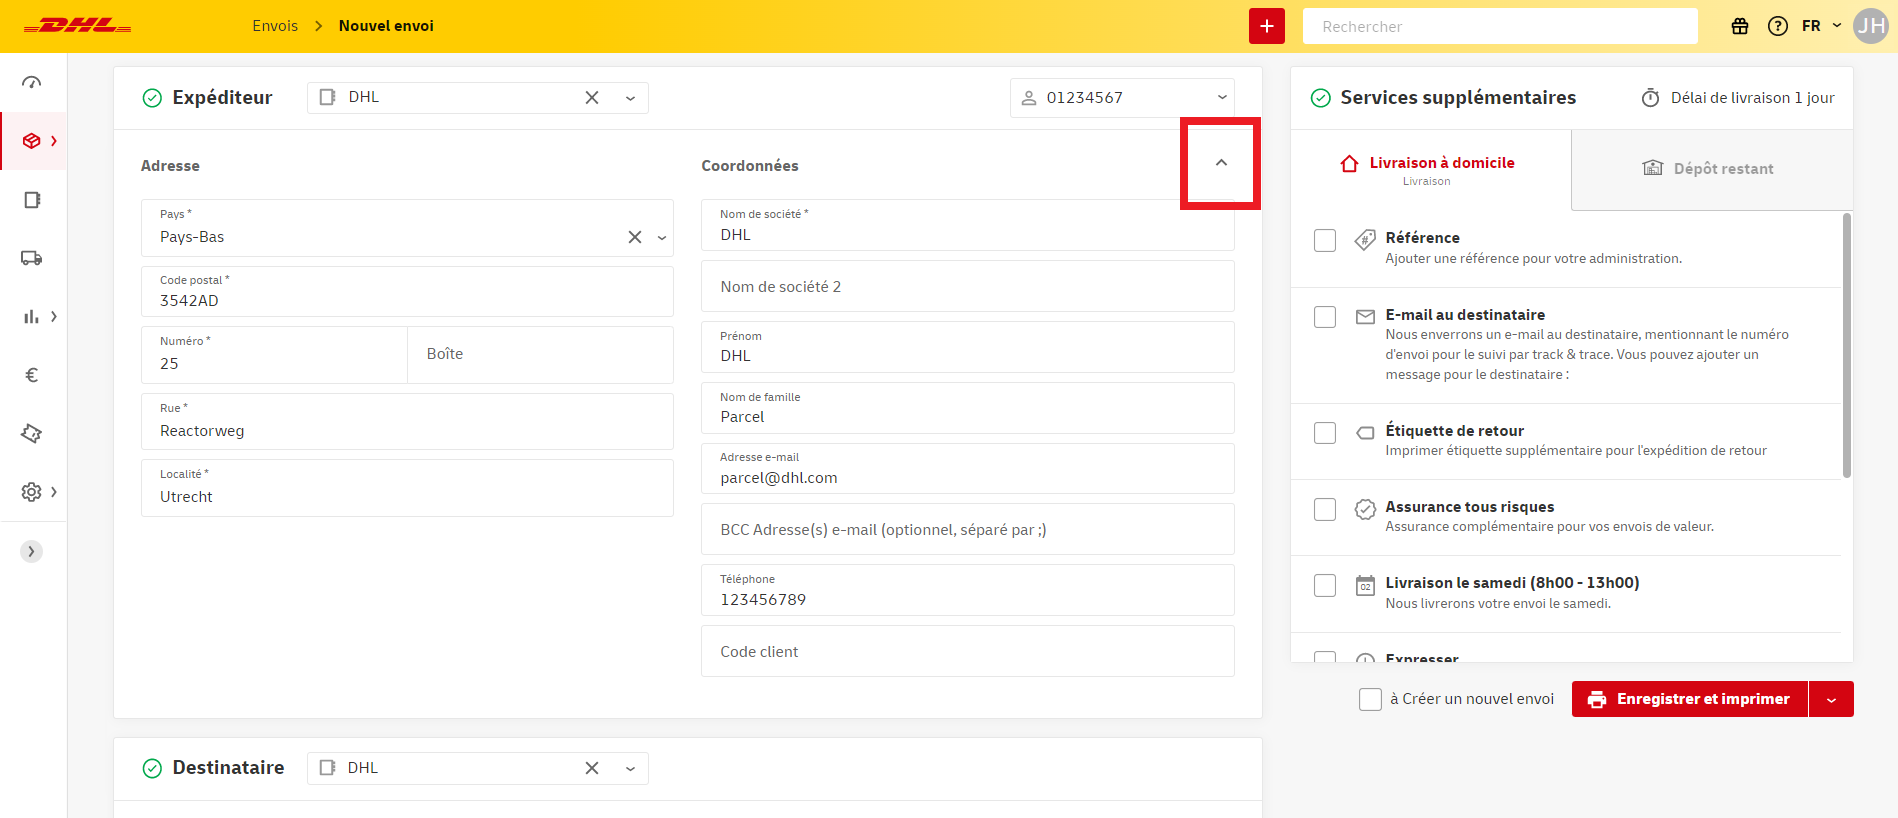 DHL
Envois
Nouvel envoi
+
Rechercher
?
FR
JH
Expéditeur
DHL
01234567
Adresse
Coordonnées
Pays *
Pays-Bas
Code postal *
3542AD
Numéro *
25
Boîte
Rue *
Reactorweg
Localité *
Utrecht
Nom de société *
DHL
Nom de société 2
Prénom
DHL
Nom de famille
Parcel
Adresse e-mail
parcel@dhl.com
BCC Adresse(s) e-mail (optionnel, séparé par ;)
Téléphone
123456789
Code client
Destinataire
DHL
Services supplémentaires
Délai de livraison 1 jour
Livraison à domicile
Livraison
Dépôt restant
Référence
Ajouter une référence pour votre administration.
E-mail au destinataire
Nous enverrons un e-mail au destinataire, mentionnant le numéro
d'envoi pour le suivi par track & trace. Vous pouvez ajouter un
message pour le destinataire :
Étiquette de retour
Imprimer étiquette supplémentaire pour l'expédition de retour
Assurance tous risques
Assurance complémentaire pour vos envois de valeur.
02
Livraison le samedi (8h00 - 13h00)
Nous livrerons votre envoi le samedi.
Expresser
à Créer un nouvel envoi
Enregistrer et imprimer
€